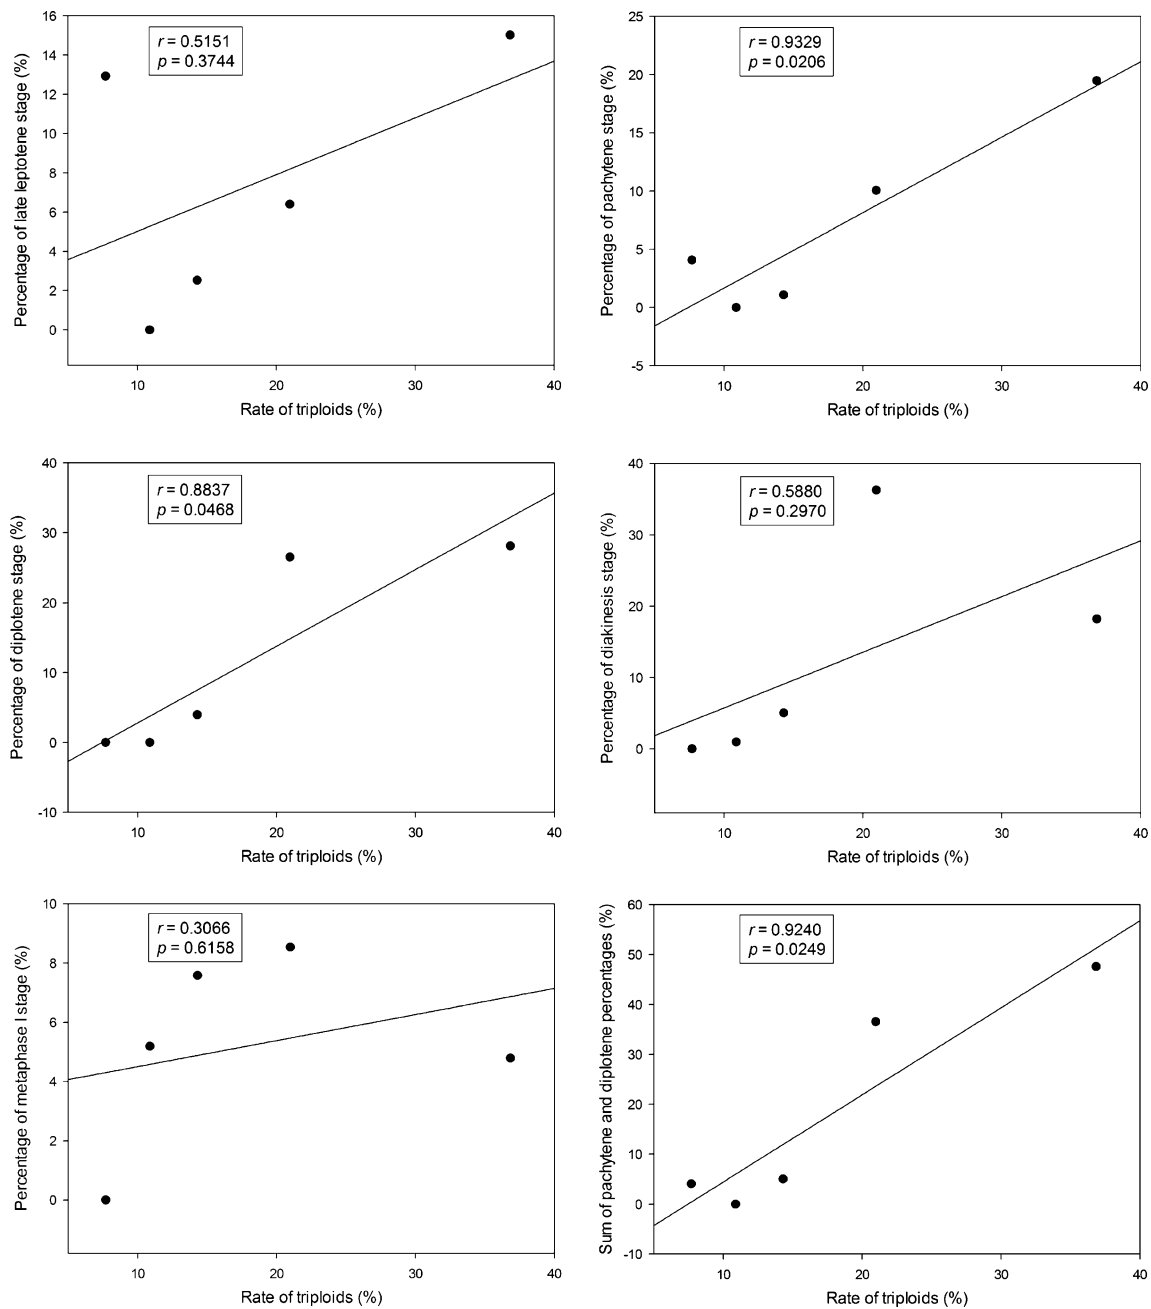 r = 0.5151
p = 0.3744
Percentage of late leptotene stage (%)
16
14
12
10
8
6
4
2
0
10
20
30
40
Rate of triploids (%)
r = 0.9329
p = 0.0206
Percentage of pachytene stage (%)
25
20
15
10
5
0
-5
10
20
30
40
Rate of triploids (%)
r = 0.8837
p = 0.0468
Percentage of diplotene stage (%)
40
30
20
10
0
-10
10
20
30
40
Rate of triploids (%)
r = 0.5880
p = 0.2970
Percentage of diakinesis stage (%)
40
30
20
10
0
10
20
30
40
Rate of triploids (%)
r = 0.3066
p = 0.6158
Percentage of metaphase I stage (%)
10
8
6
4
2
0
10
20
30
40
Rate of triploids (%)
r = 0.9240
p = 0.0249
Sum of pachytene and diplotene percentages (%)
60
50
40
30
20
10
0
-10
10
20
30
40
Rate of triploids (%)